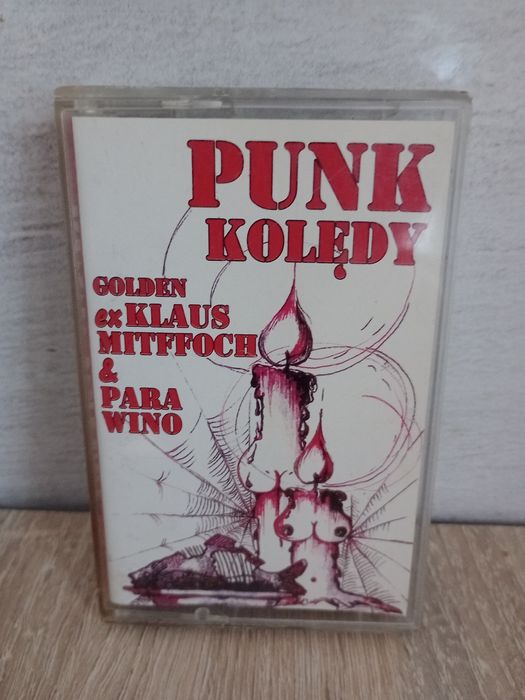 PUNK
KOLĘDY
GOLDEN
ex KLAUS
MITFFOCH
&
PARA
WINO